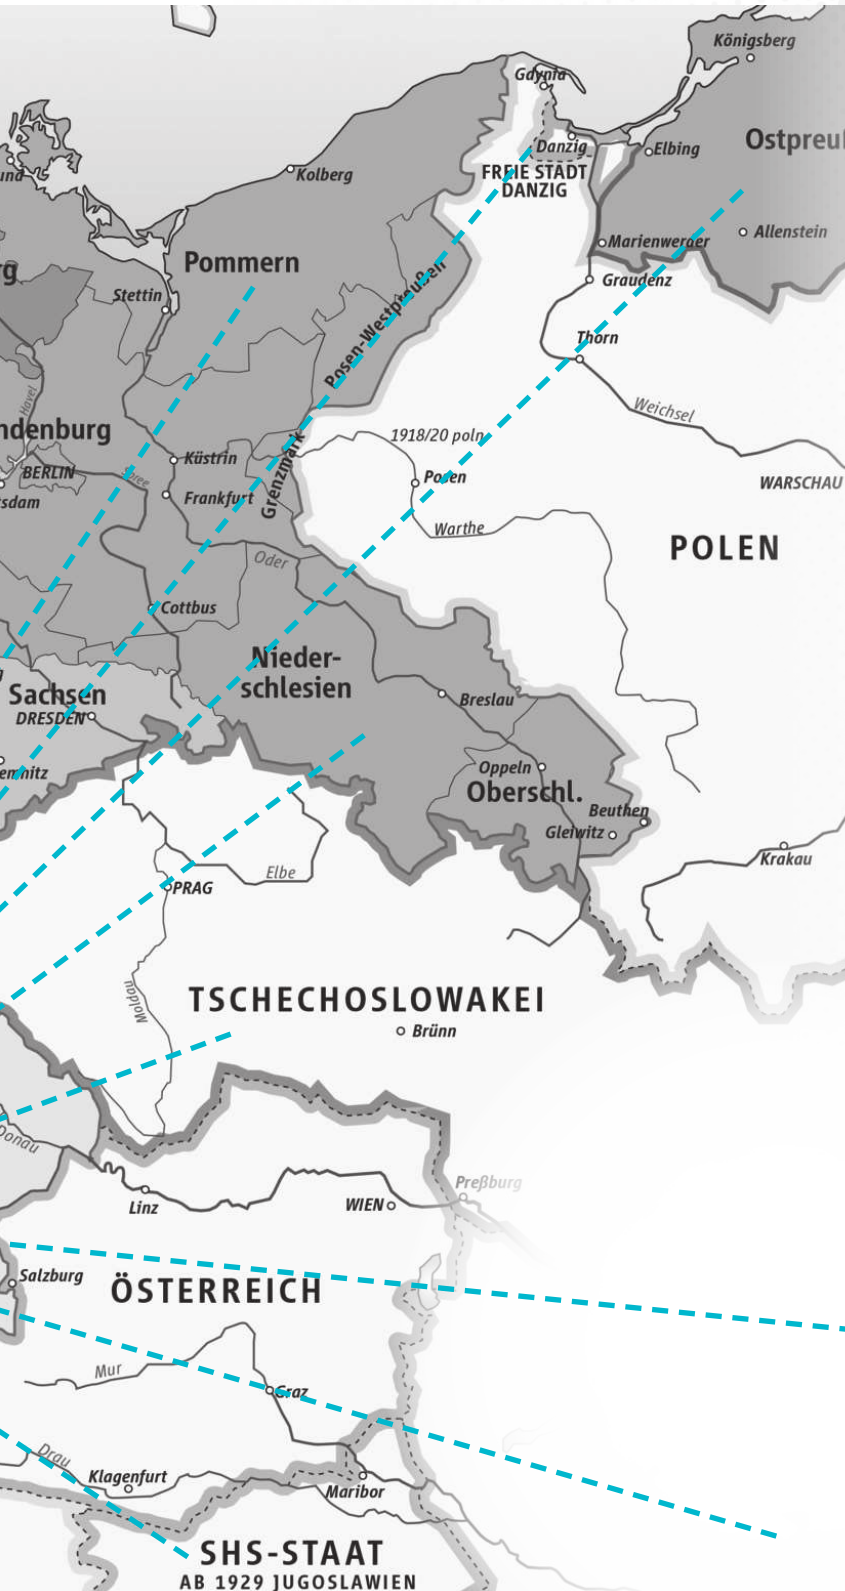 Königsberg
Gdynia
Ostpreuß
Danzig
Elbing
FREIE STADT
DANZIG
Kolberg
Marienwerder
Allenstein
Pommern
Graudenz
Stettin
Posen-Westpreußen
Thorn
Havel
Weichsel
ndenburg
1918/20 poln.
Küstrin
BERLIN
Spree
Grenzmark
Posen
WARSCHAU
sdam
Frankfurt
Warthe
POLEN
Oder
Cottbus
Nieder-
schlesien
Sachsen
DRESDEN
Breslau
emnitz
Oppeln
Oberschl.
Beuthen
Gleiwitz
Krakau
Elbe
PRAG
TSCHECHOSLOWAKEI
Moldau
Brünn
Donau
Preßburg
Linz
WIEN
Salzburg
ÖSTERREICH
Mur
Graz
Drau
Klagenfurt
Maribor
SHS-STAAT
AB 1929 JUGOSLAWIEN